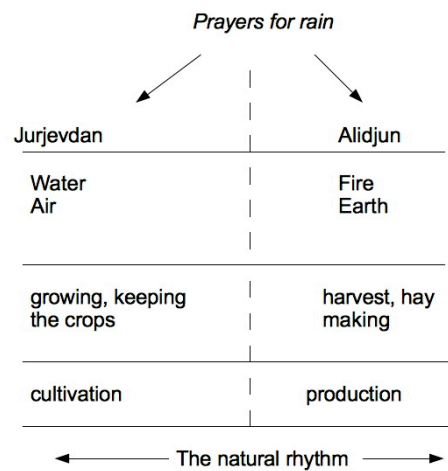 Prayers for rain
Jurjevdan Alidjun
Water Fire
Air Earth
growing, keeping harvest, hay
the crops making
cultivation production
The natural rhythm